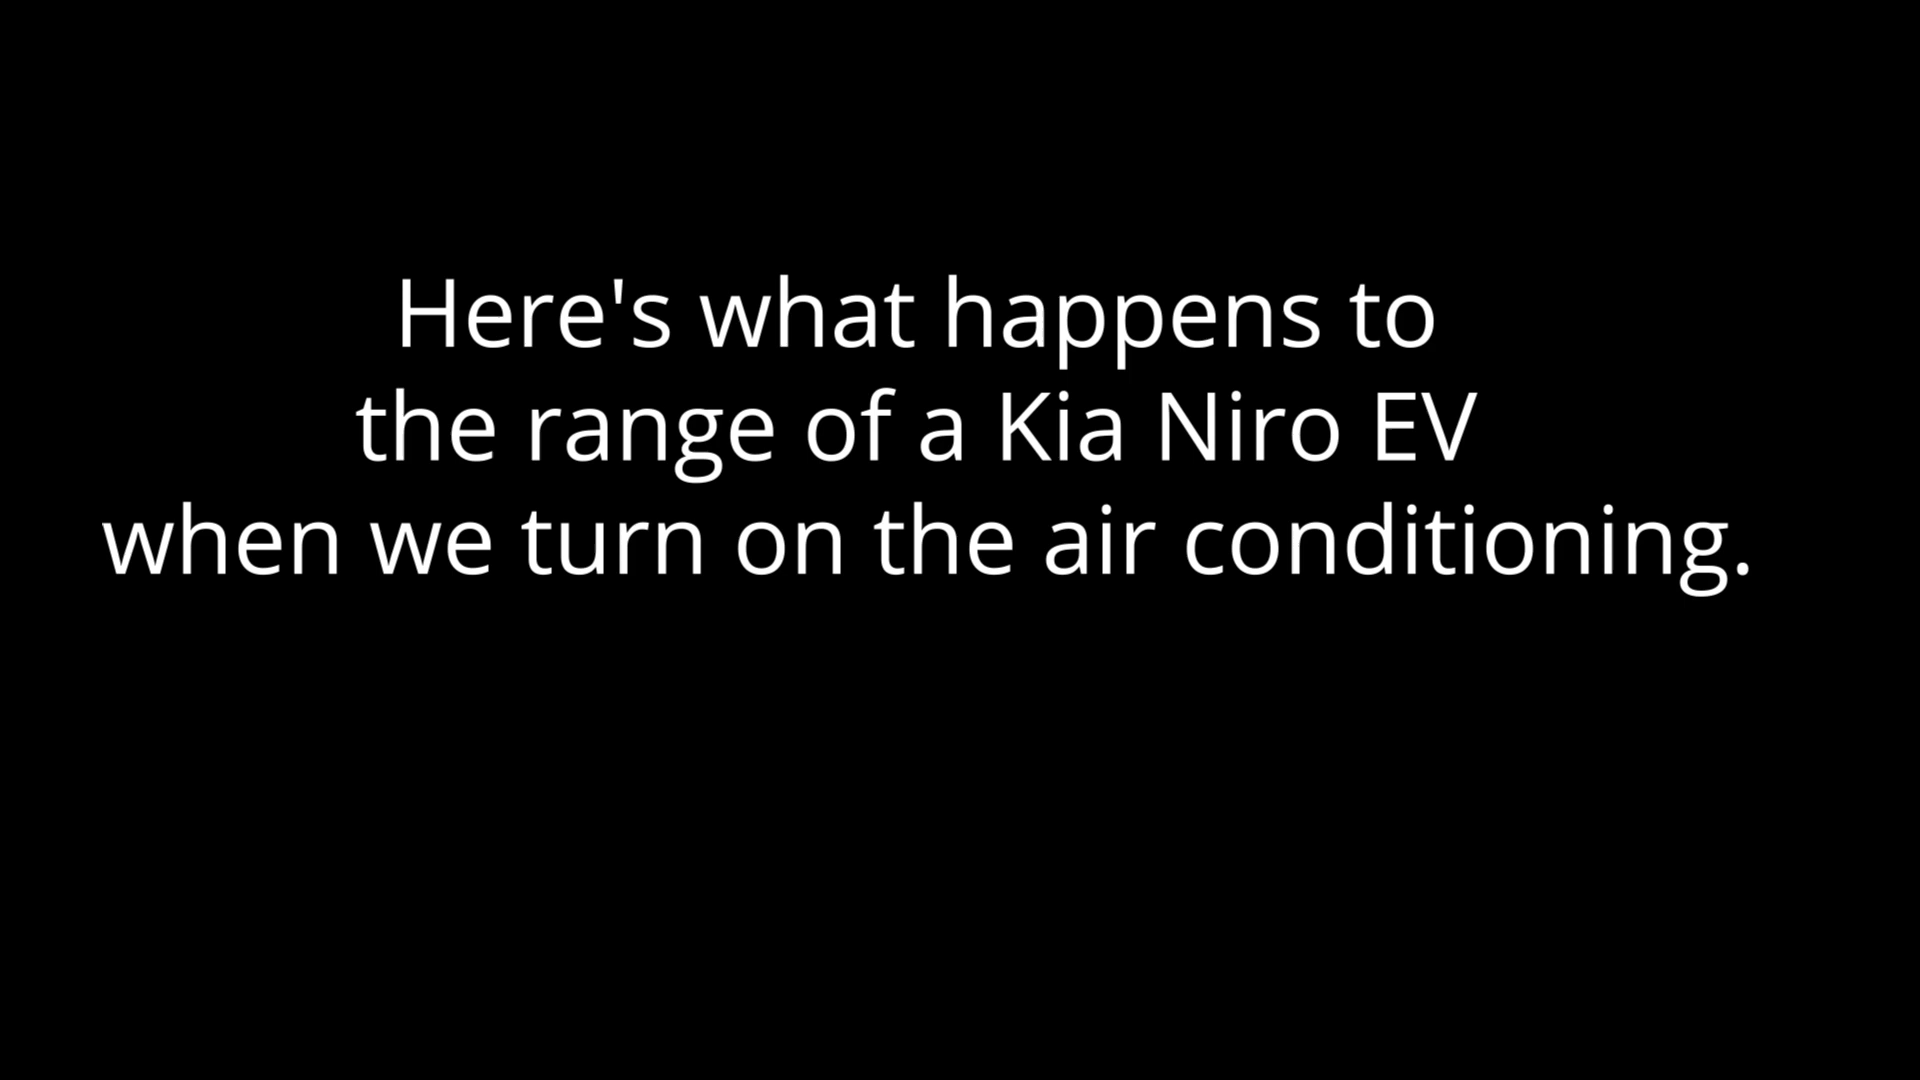 Here's what happens to
the range of a Kia Niro EV
when we turn on the air conditioning.